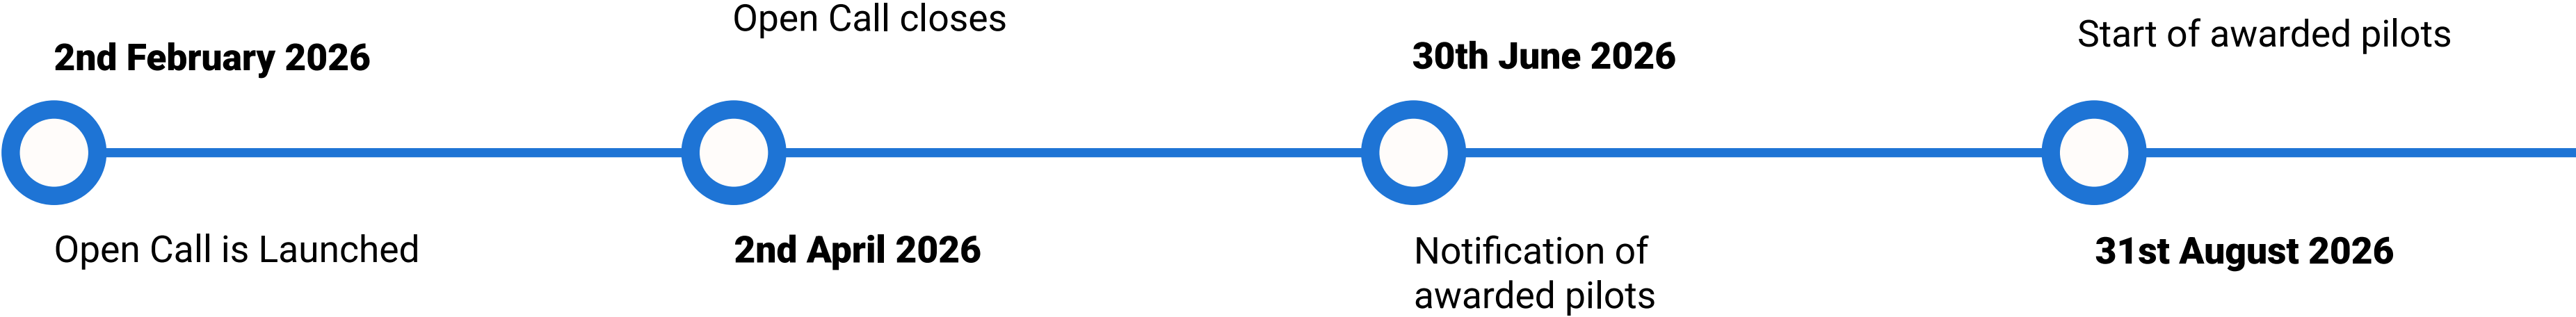 2nd February 2026
Open Call is Launched
Open Call closes
2nd April 2026
30th June 2026
Notification of
awarded pilots
Start of awarded pilots
31st August 2026